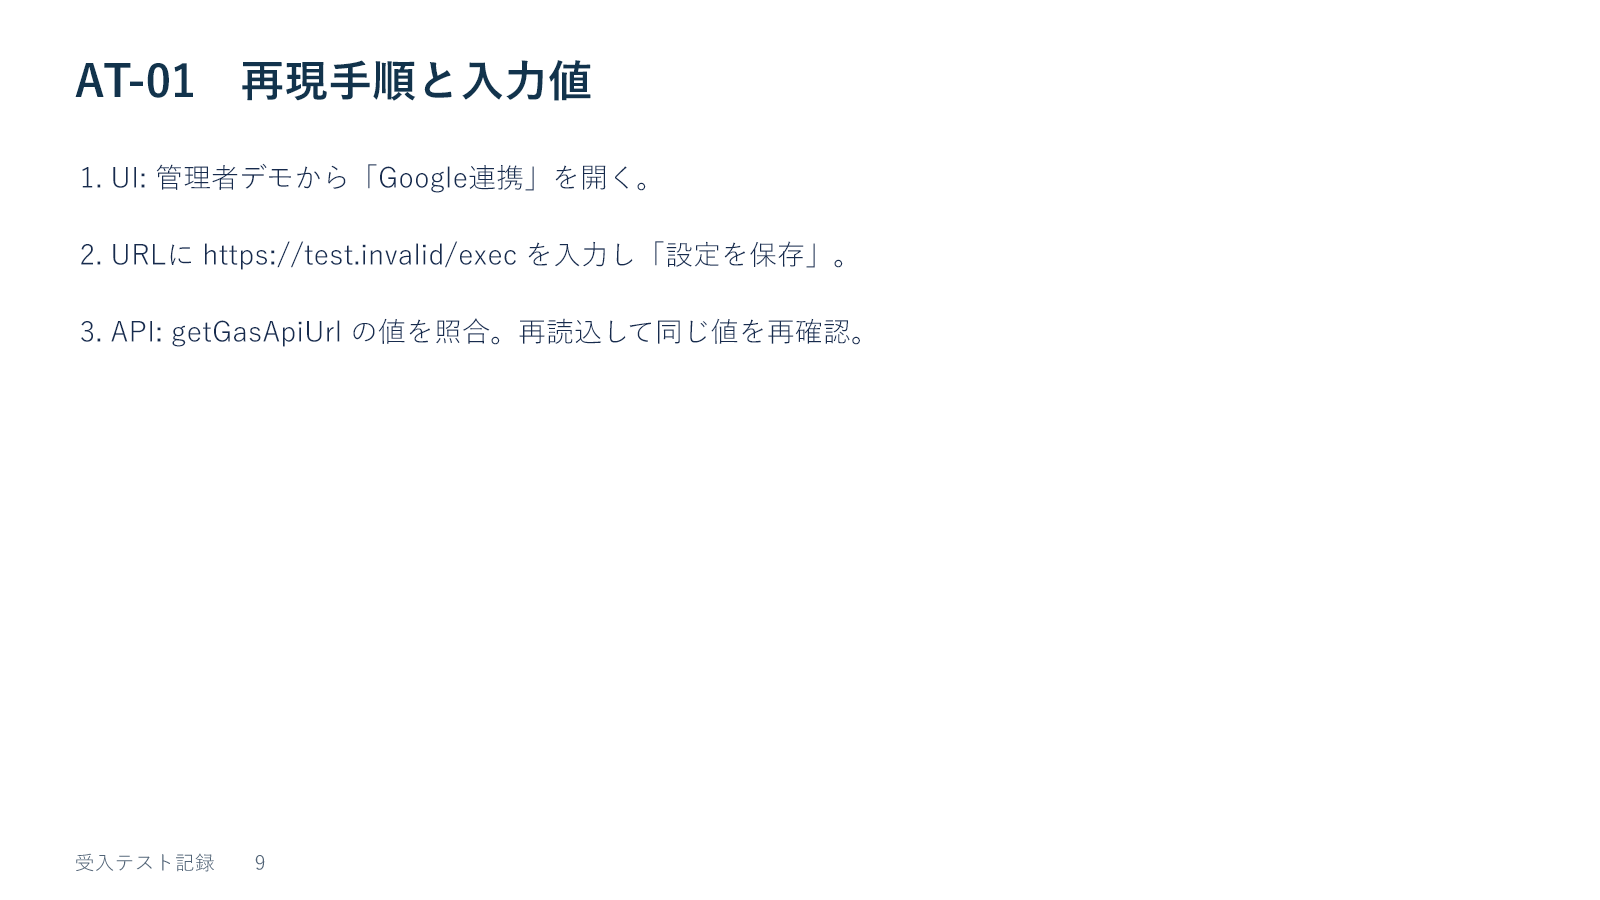 AT-01　再現手順と入力値
1. UI: 管理者デモから「Google連携」を開く。
2. URLに https://test.invalid/exec を入力し「設定を保存」。
3. API: getGasApiUrl の値を照合。再読込して同じ値を再確認。
受入テスト記録　　9